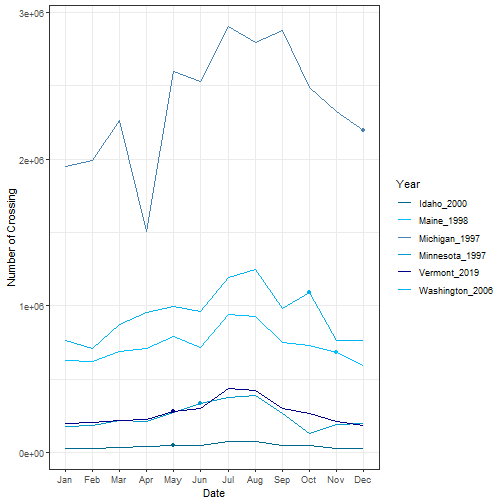 3e+06
2e+06
1e+06
0e+00
Number of Crossing
Jan Feb Mar Apr May Jun Jul Aug Sep Oct Nov Dec
Date
Year
Idaho_2000
Maine_1998
Michigan_1997
Minnesota_1997
Vermont_2019
Washington_2006